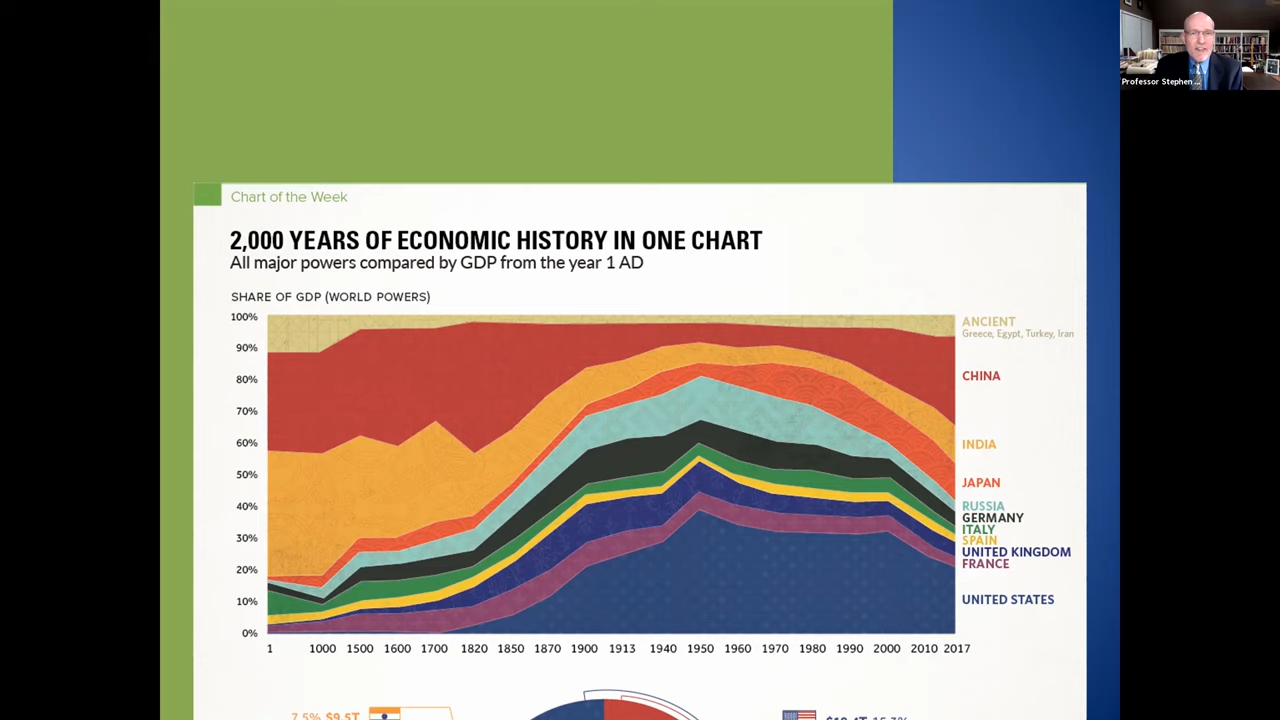 Professor Stephen ...
Chart of the Week
2,000 YEARS OF ECONOMIC HISTORY IN ONE CHART
All major powers compared by GDP from the year 1 AD
SHARE OF GDP (WORLD POWERS)
100%
90%
80%
70%
60%
50%
40%
30%
20%
10%
0%
1 1000 1500 1600 1700 1820 1850 1870 1900 1913 1940 1950 1960 1970 1980 1990 2000 2010 2017
ANCIENT
Greece, Egypt, Turkey, Iran
CHINA
INDIA
JAPAN
RUSSIA
GERMANY
ITALY
SPAIN
UNITED KINGDOM
FRANCE
UNITED STATES
7.5% $9.5T